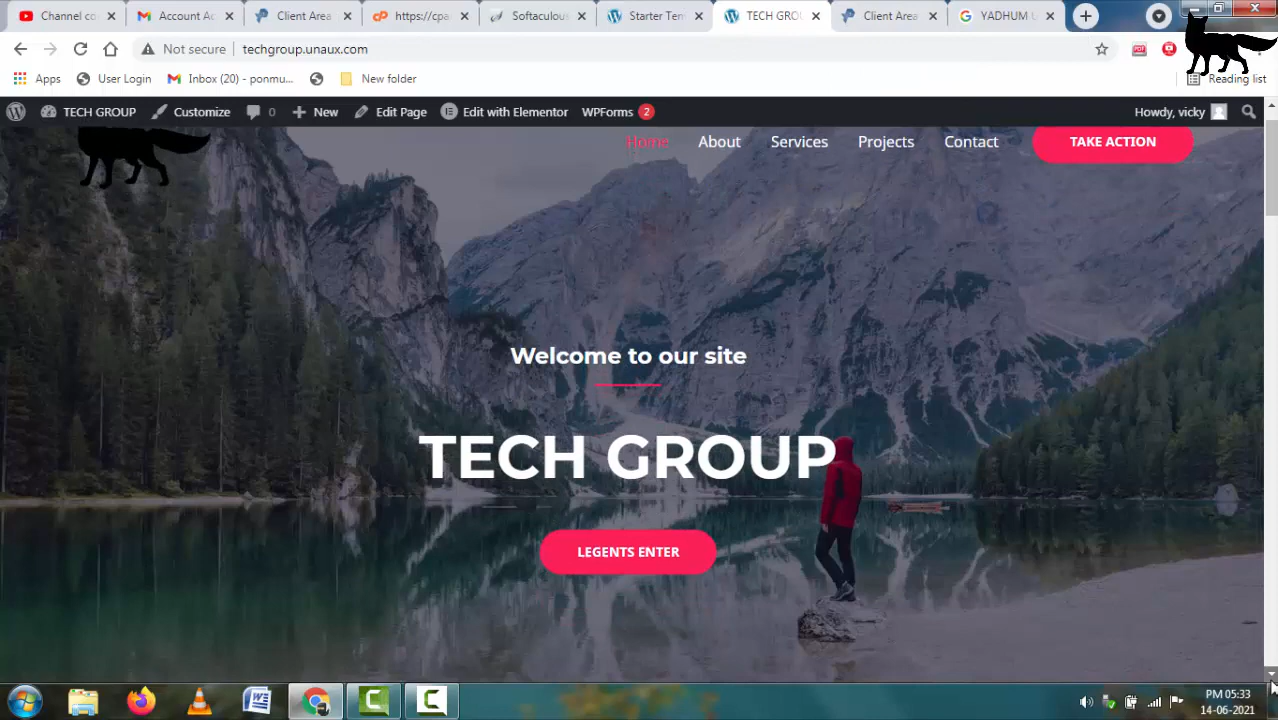 Channel co
Account Ac
Client Area
https://cpa
Softaculou
Starter Tem
TECH GROU
Client Area
YADHUM U
Not secure
techgroup.unaux.com
Apps
User Login
Inbox (20) - ponmu...
New folder
Reading list
TECH GROUP
Customize
0
New
Edit Page
Edit with Elementor
WPForms
2
Howdy, vicky
Home
About
Services
Projects
Contact
TAKE ACTION
Welcome to our site
TECH GROUP
LEGENTS ENTER
PM 05:33
14-06-2021